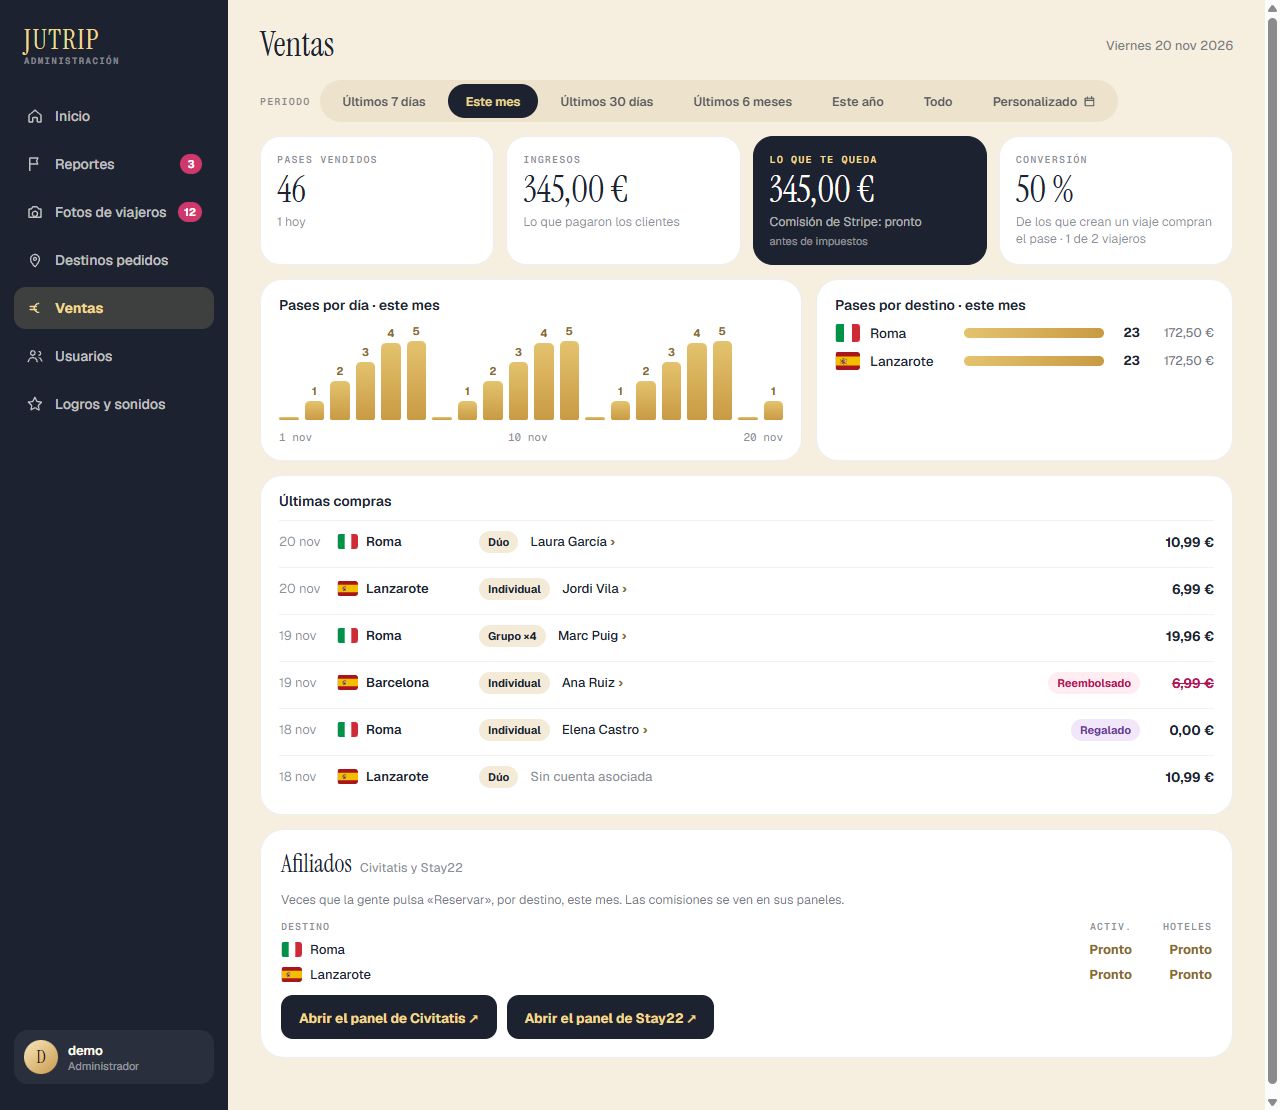 JUTRIP
ADMINISTRACIÓN
Inicio
Reportes 3
Fotos de viajeros 12
Destinos pedidos
Ventas
Usuarios
Logros y sonidos
D
demo
Administrador
Ventas
Viernes 20 nov 2026
PERIODO Últimos 7 días Este mes Últimos 30 días Últimos 6 meses Este año Todo Personalizado
PASES VENDIDOS
46
1 hoy
INGRESOS
345,00 €
Lo que pagaron los clientes
LO QUE TE QUEDA
345,00 €
Comisión de Stripe: pronto
antes de impuestos
CONVERSIÓN
50 %
De los que crean un viaje compran
el pase · 1 de 2 viajeros
Pases por día · este mes
1 2 3 4 5 1 2 3 4 5 1 2 3 4 5 1
1 nov 10 nov 20 nov
Pases por destino · este mes
Roma 23 172,50 €
Lanzarote 23 172,50 €
Últimas compras
20 nov Roma Dúo Laura García › 10,99 €
20 nov Lanzarote Individual Jordi Vila › 6,99 €
19 nov Roma Grupo ×4 Marc Puig › 19,96 €
19 nov Barcelona Individual Ana Ruiz › Reembolsado 6,99 €
18 nov Roma Individual Elena Castro › Regalado 0,00 €
18 nov Lanzarote Dúo Sin cuenta asociada 10,99 €
Afiliados Civitatis y Stay22
Veces que la gente pulsa «Reservar», por destino, este mes. Las comisiones se ven en sus paneles.
DESTINO ACTIV. HOTELES
Roma Pronto Pronto
Lanzarote Pronto Pronto
Abrir el panel de Civitatis ↗ Abrir el panel de Stay22 ↗